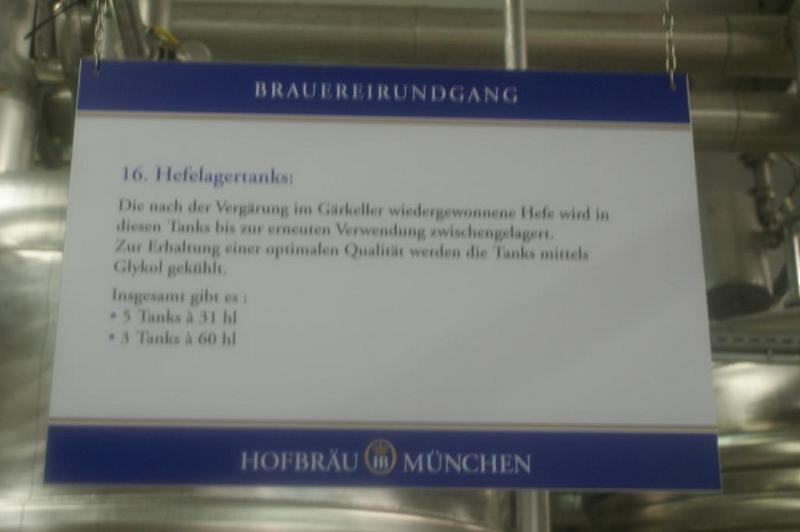 BRAUEREIRUNDGANG
16. Hefelagertanks:
Die nach der Vergärung im Gärkeller wiedergewonnene Hefe wird in
diesen Tanks bis zur erneuten Verwendung zwischengelagert.
Zur Erhaltung einer optimalen Qualität werden die Tanks mittels
Glykol gekühlt.
Insgesamt gibt es :
• 5 Tanks à 31 hl
• 3 Tanks à 60 hl
HOFBRÄU HB MÜNCHEN